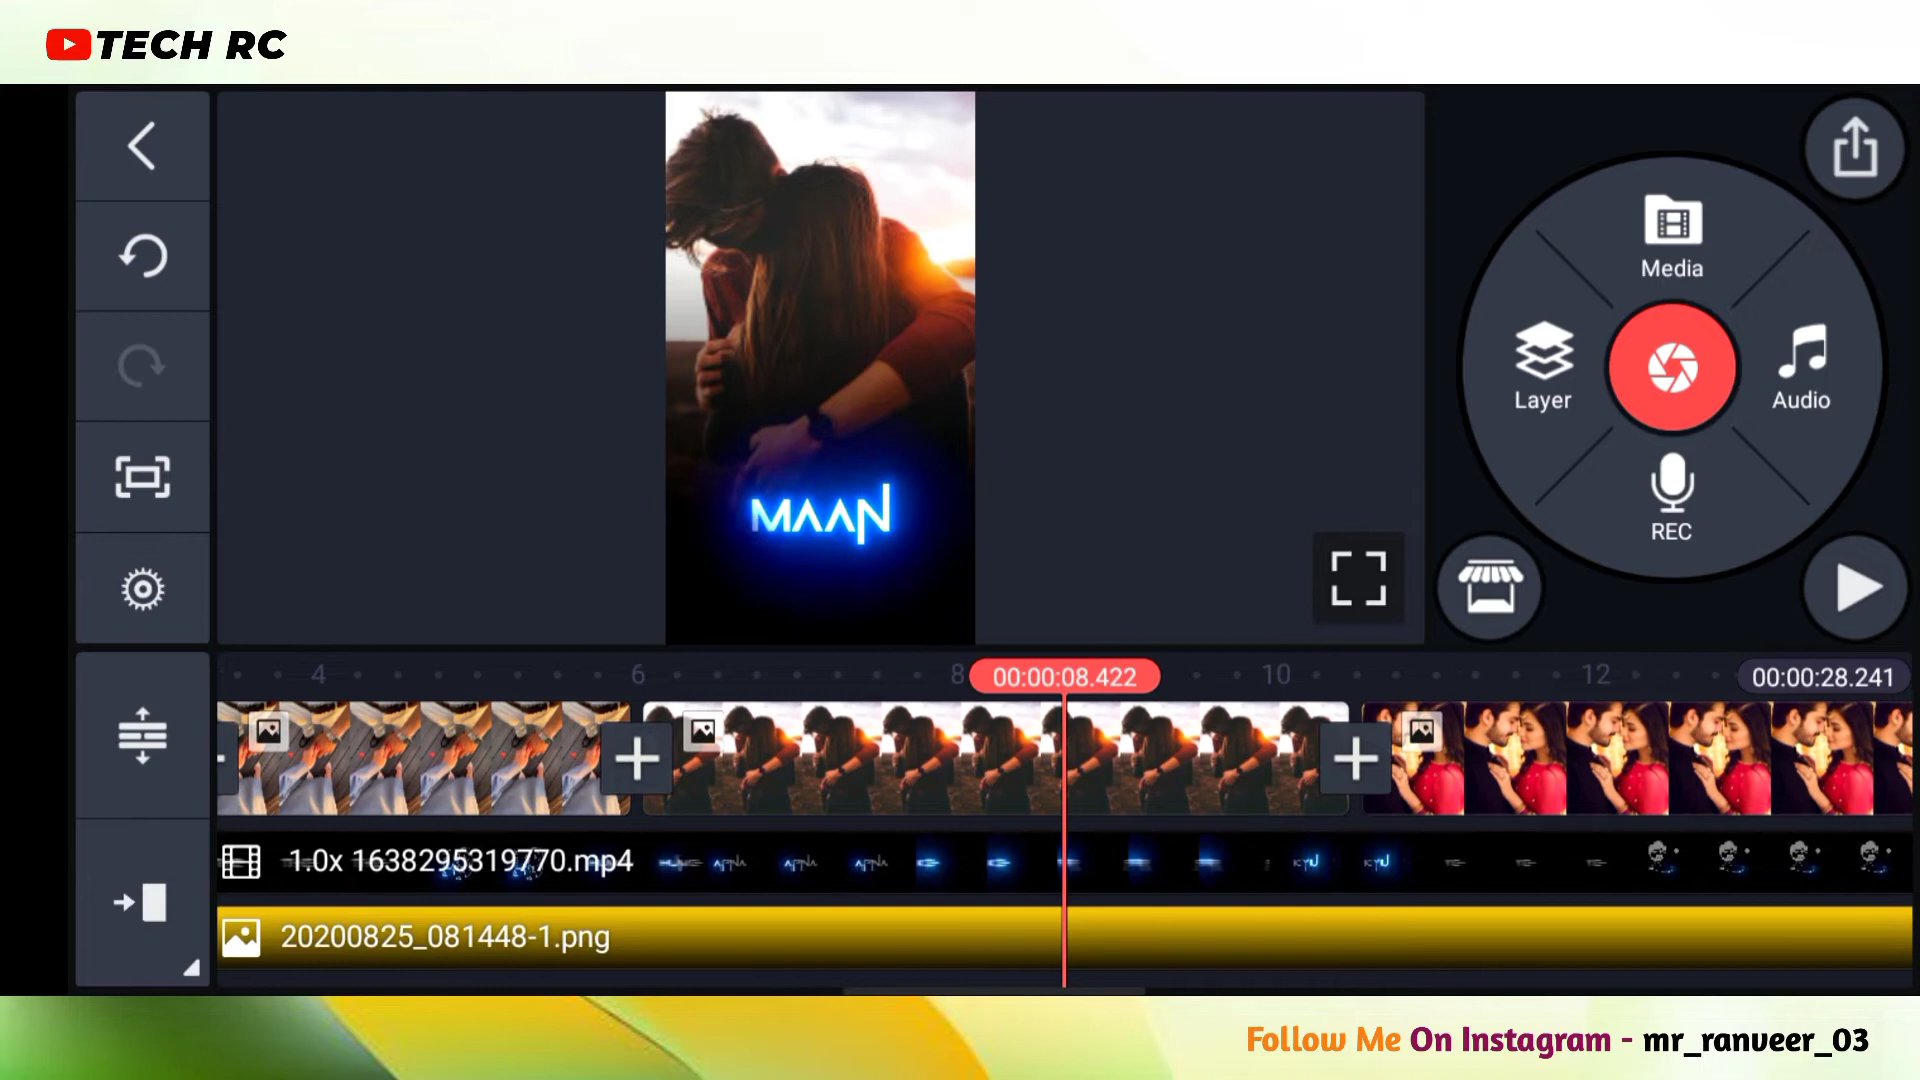 TECH RC
Media
Layer
Audio
REC
MAAN
4
6
8
00:00:08.422
10
12
00:00:28.241
1.0x 1638295319770.mp4
20200825_081448-1.png
Follow Me On Instagram - mr_ranveer_03